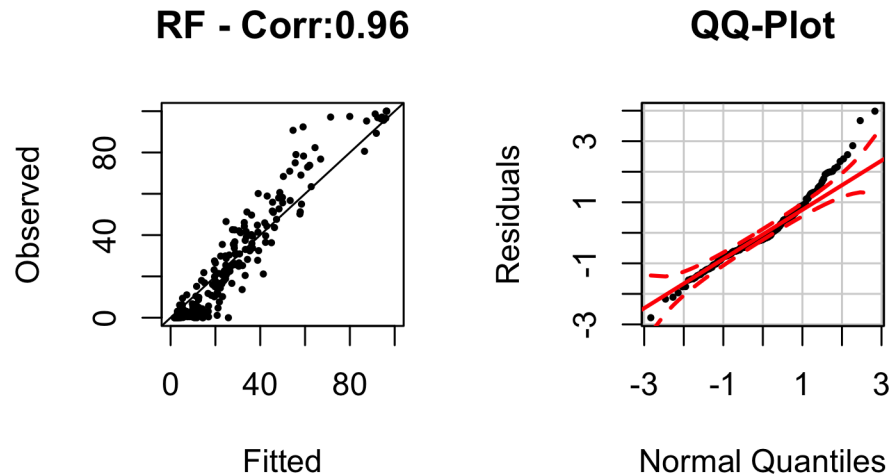 RF - Corr:0.96
Observed
0 40 80
0 40 80
Fitted
QQ-Plot
Residuals
-3 -1 1 3
-3 -1 1 3
Normal Quantiles